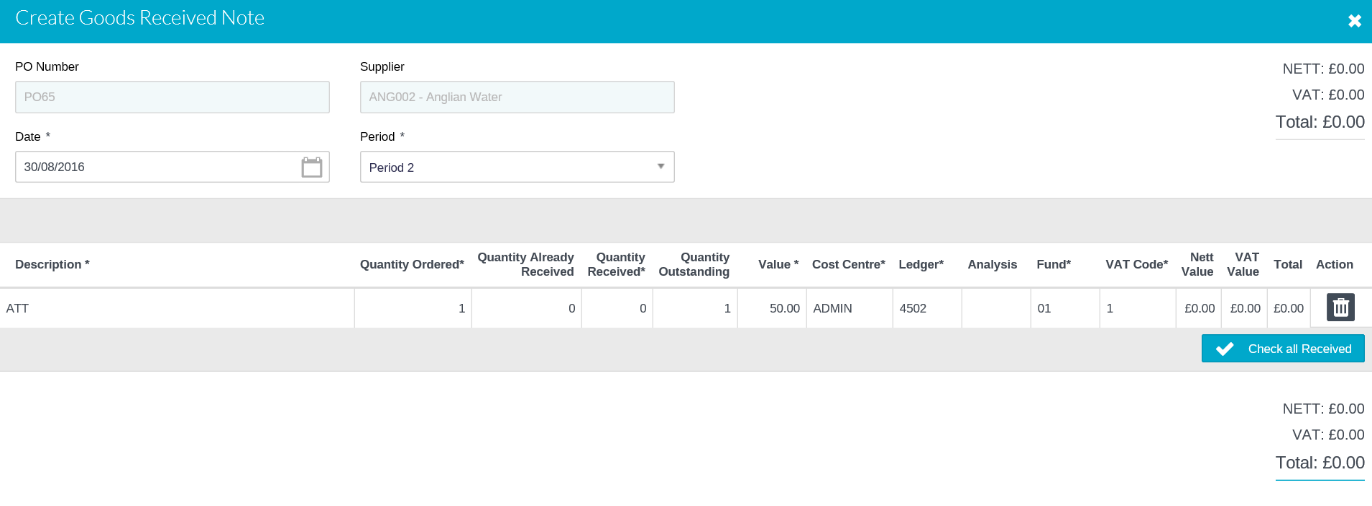 Create Goods Received Note
PO Number
Supplier
NETT: £0.00
PO65
ANG002 - Anglian Water
VAT: £0.00
Total: £0.00
Date *
Period *
30/08/2016
Period 2
Description * Quantity Ordered* Quantity Already Received Quantity Received* Quantity Outstanding Value * Cost Centre* Ledger* Analysis Fund* VAT Code* Nett Value VAT Value Total Action
ATT 1 0 0 1 50.00 ADMIN 4502 01 1 £0.00 £0.00 £0.00
Check all Received
NETT: £0.00
VAT: £0.00
Total: £0.00